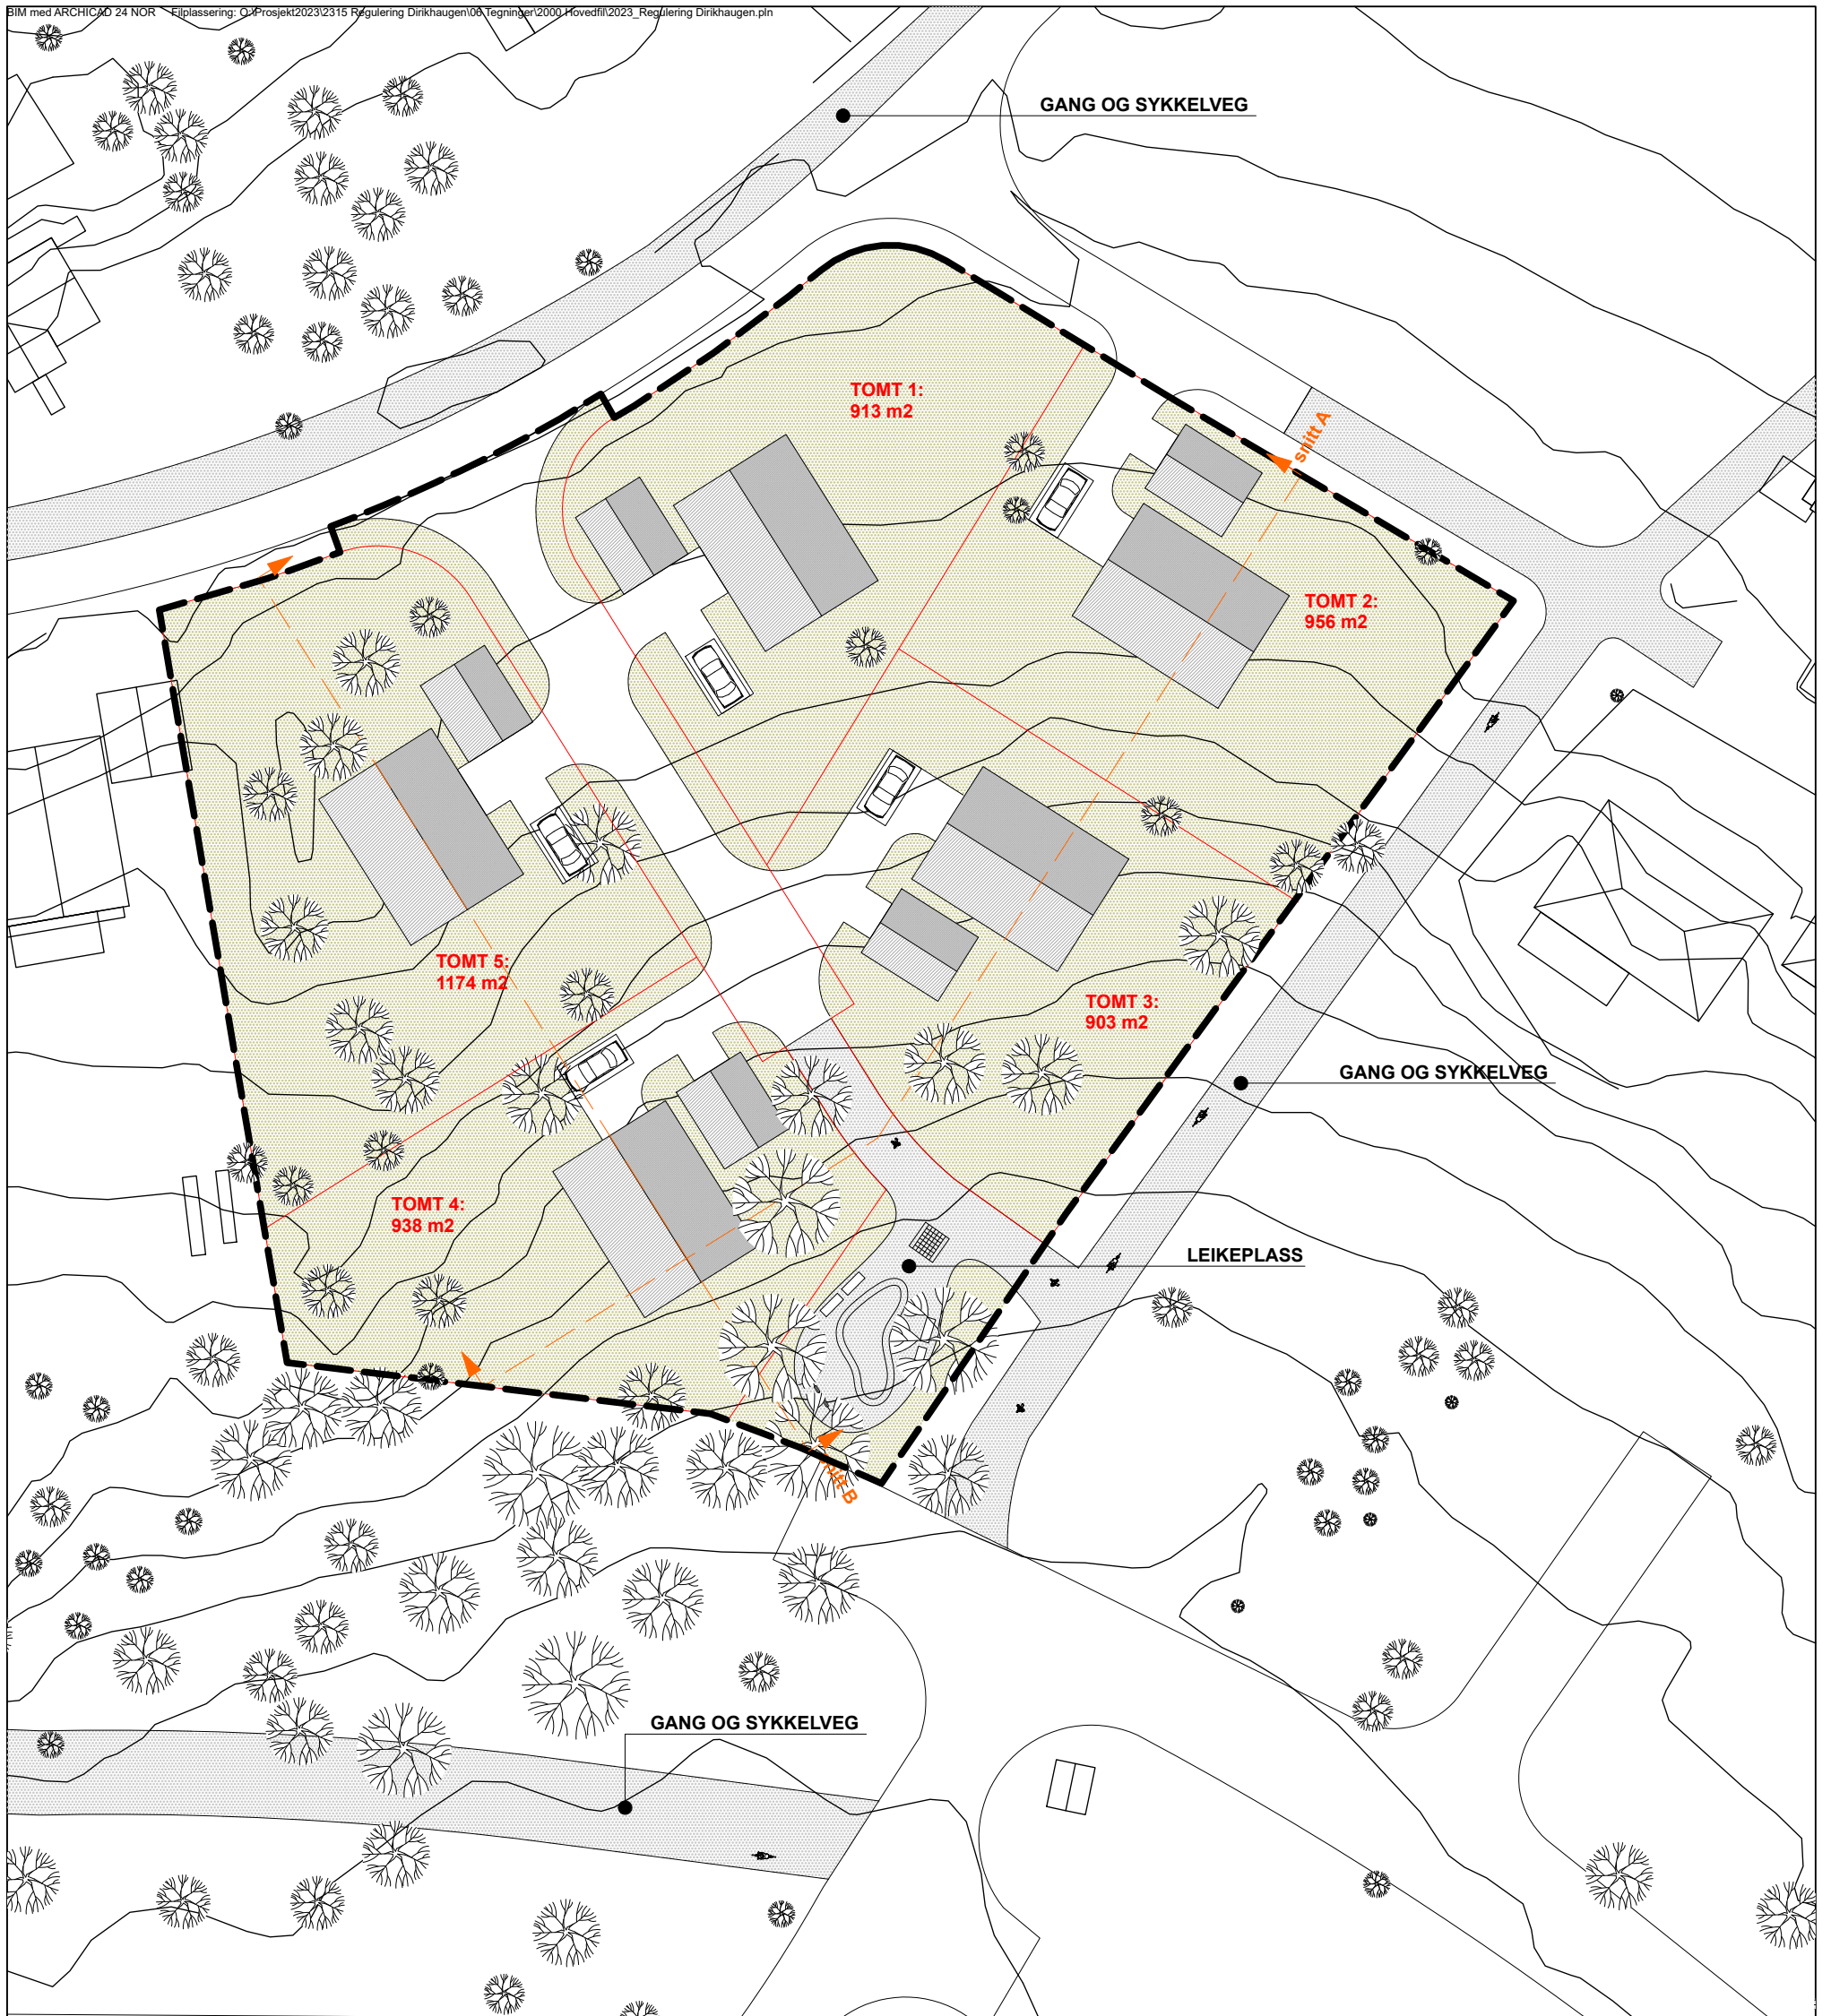 BIM med ARCHICAD 24 NOR Filplassering: O:\Prosjekt2023\2315 Regulering Dirikhaugen\06 Tegninger\2000 Hovedfil\2023_Regulering Dirikhaugen.pln
GANG OG SYKKELVEG
TOMT 1:
913 m2
snitt A
TOMT 2:
956 m2
TOMT 5:
1174 m2
TOMT 3:
903 m2
GANG OG SYKKELVEG
TOMT 4:
938 m2
LEIKEPLASS
snitt B
GANG OG SYKKELVEG